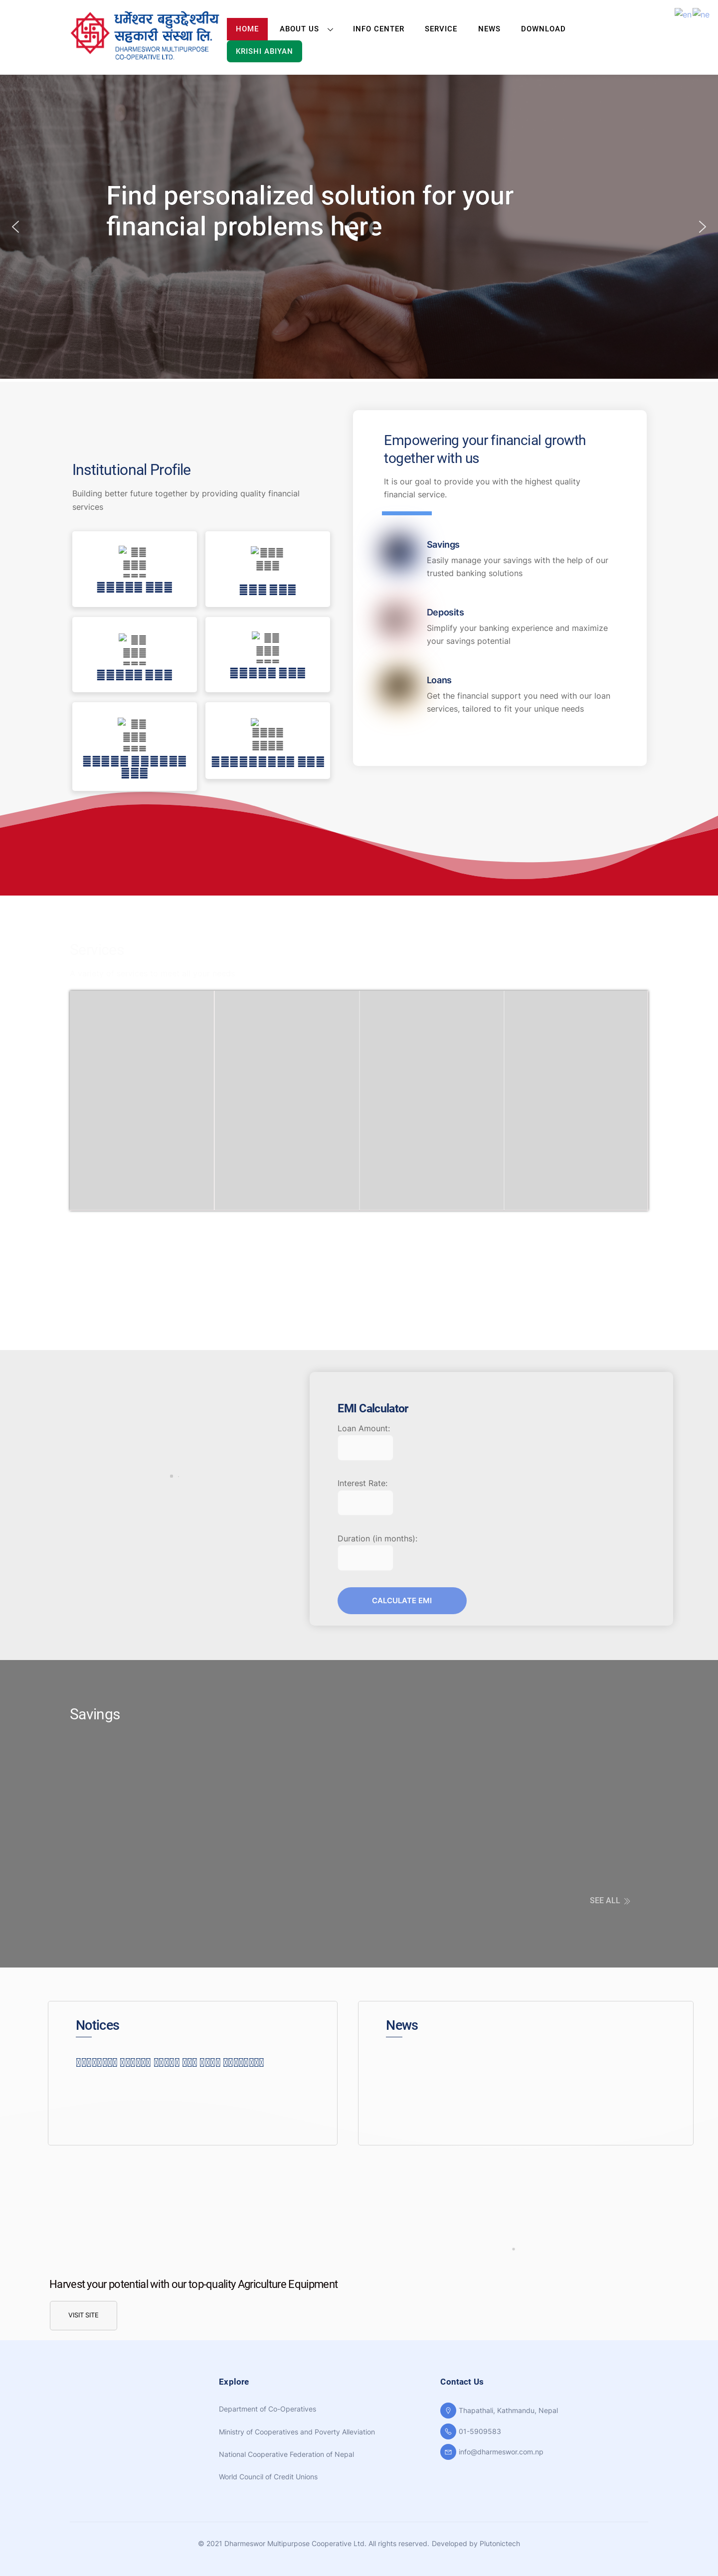 धर्मेश्वर बहुउद्देश्यीय
सहकारी संस्था लि.
DHARMESWOR MULTIPURPOSE
CO-OPERATIVE LTD.
HOME
ABOUT US
INFO CENTER
SERVICE
NEWS
DOWNLOAD
KRISHI ABIYAN
en
ne
Find personalized solution for your
financial problems here
Institutional Profile
Building better future together by providing quality financial
services
Empowering your financial growth
together with us
It is our goal to provide you with the highest quality
financial service.
Savings
Easily manage your savings with the help of our
trusted banking solutions
Deposits
Simplify your banking experience and maximize
your savings potential
Loans
Get the financial support you need with our loan
services, tailored to fit your unique needs
EMI Calculator
Loan Amount:
Interest Rate:
Duration (in months):
CALCULATE EMI
Savings
SEE ALL
Notices
News
Harvest your potential with our top-quality Agriculture Equipment
VISIT SITE
Explore
Department of Co-Operatives
Ministry of Cooperatives and Poverty Alleviation
National Cooperative Federation of Nepal
World Council of Credit Unions
Contact Us
Thapathali, Kathmandu, Nepal
01-5909583
info@dharmeswor.com.np
© 2021 Dharmeswor Multipurpose Cooperative Ltd. All rights reserved. Developed by Plutonictech